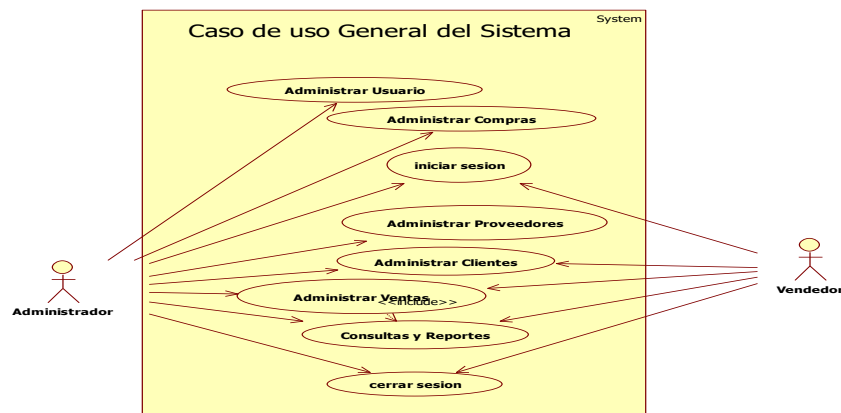 System
Caso de uso General del Sistema
Administrar Usuario
Administrar Compras
iniciar sesion
Administrar Proveedores
Administrar Clientes
Administrar Ventas
<<include>>
Consultas y Reportes
cerrar sesion
Administrador
Vendedor